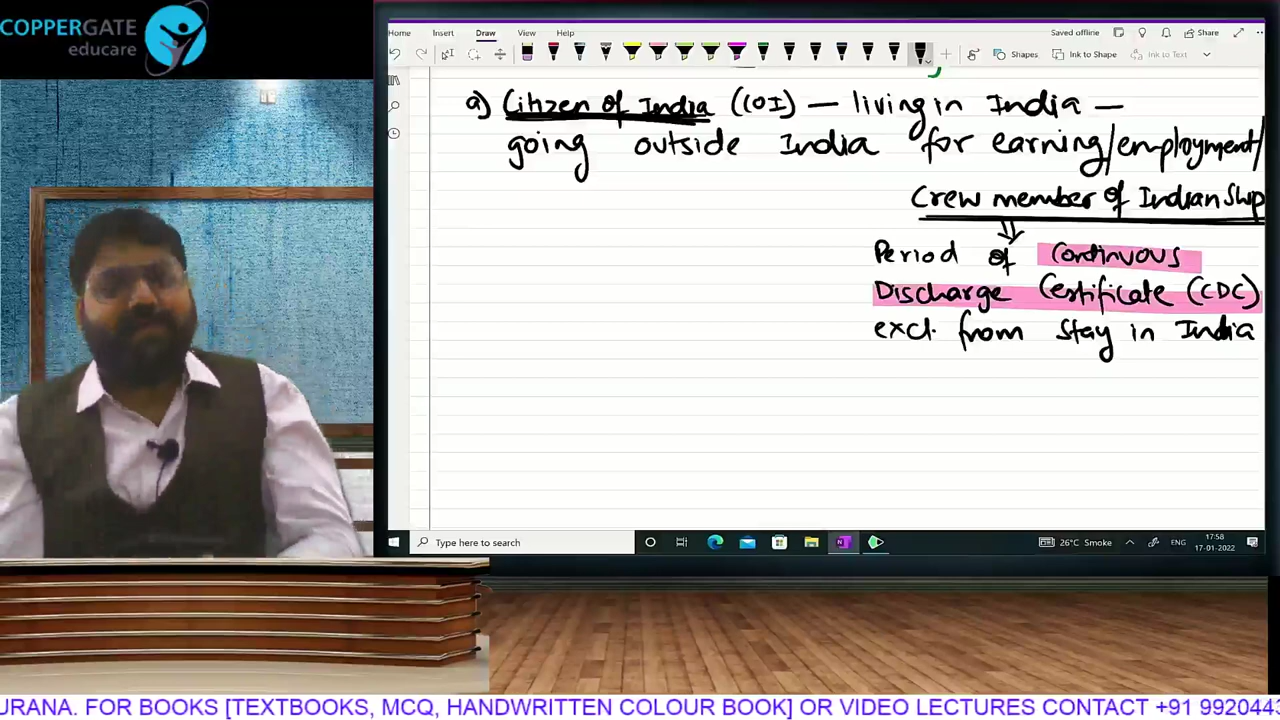 COPPERGATE
educare
Home Insert Draw View Help
Saved offline
Share
Shapes
Ink to Shape
Ink to Text
a) Citizen of India (COI) — living in India —
going outside India for earning/employment/
Crew member of Indian Ship
⇓
Period of Continuous
Discharge Certificate (CDC)
excl. from stay in India
Type here to search
26°C Smoke
ENG
17:58
17-01-2022
URANA. FOR BOOKS [TEXTBOOKS, MCQ, HANDWRITTEN COLOUR BOOK] OR VIDEO LECTURES CONTACT +91 9920443